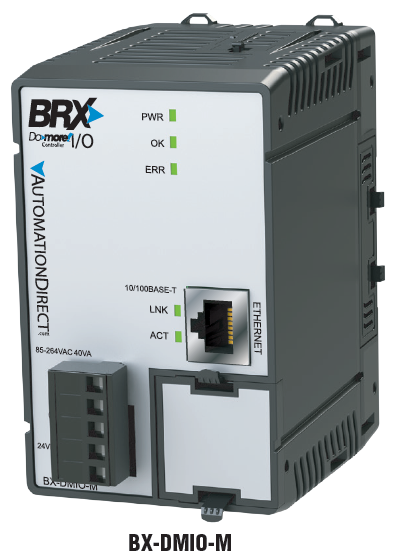 BRX
Do-more!
Controller I/O
PWR
OK
ERR
AUTOMATIONDIRECT
.com
10/100BASE-T
LNK
ACT
ETHERNET
85-264VAC 40VA
24V
BX-DMIO-M
BX-DMIO-M